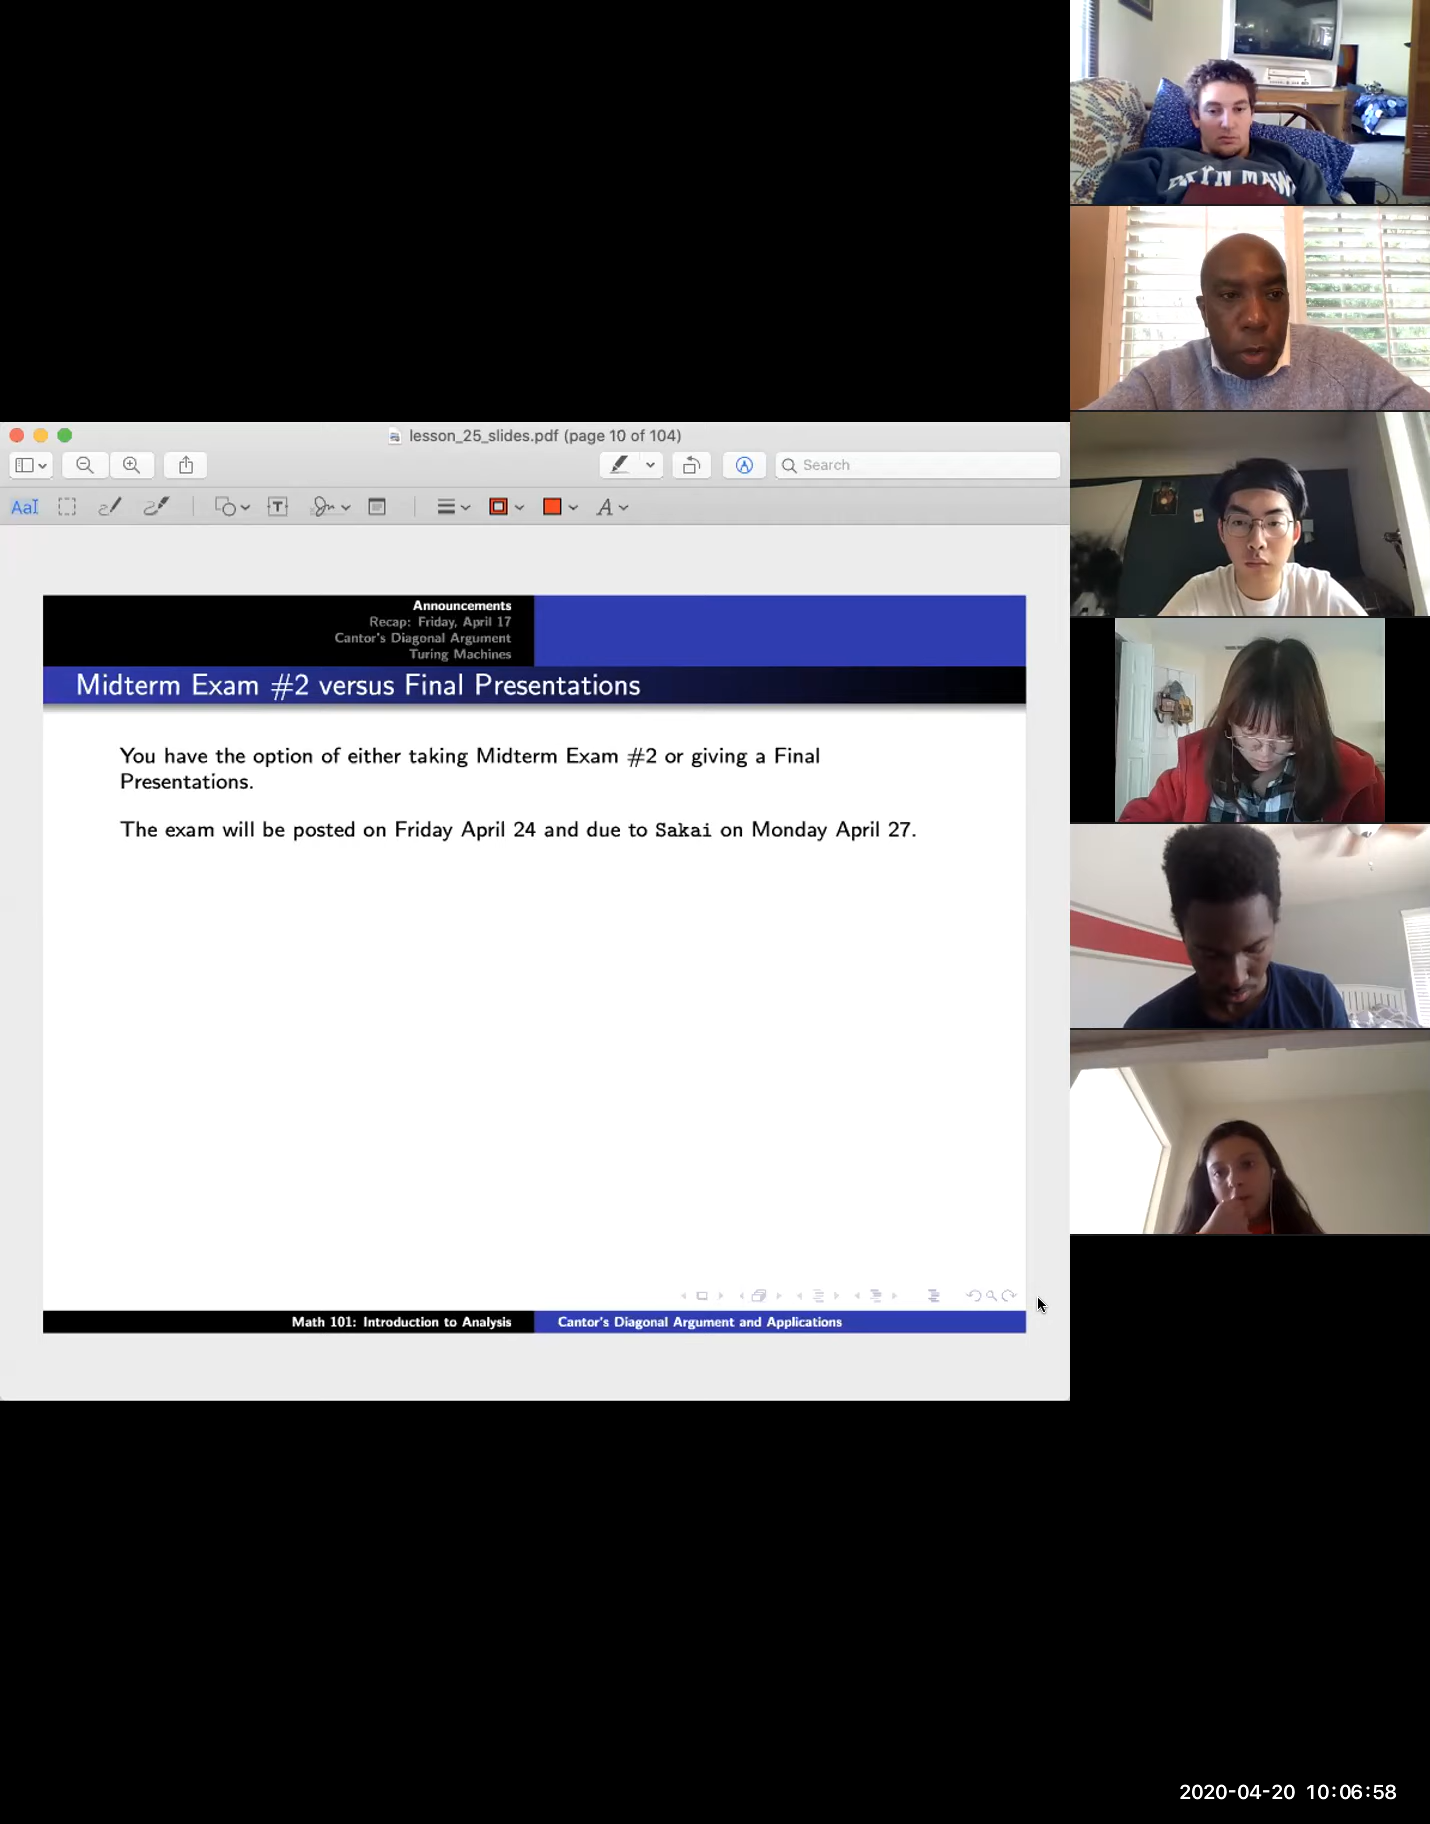 lesson_25_slides.pdf (page 10 of 104)
Search
AaI
T
A
Announcements
Recap: Friday, April 17
Cantor's Diagonal Argument
Turing Machines
Midterm Exam #2 versus Final Presentations
You have the option of either taking Midterm Exam #2 or giving a Final
Presentations.
The exam will be posted on Friday April 24 and due to Sakai on Monday April 27.
Math 101: Introduction to Analysis
Cantor's Diagonal Argument and Applications
2020-04-20 10:06:58